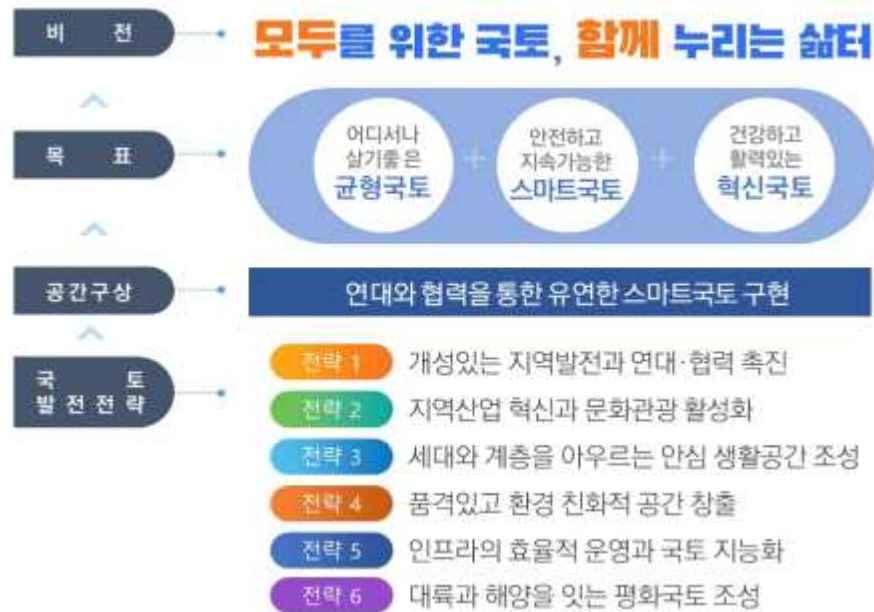 비 전
모두를 위한 국토, 함께 누리는 삶터
목 표
어디서나
살기좋은
균형국토
+
안전하고
지속가능한
스마트국토
+
건강하고
활력있는
혁신국토
공간구상
연대와 협력을 통한 유연한 스마트국토 구현
국 토
발전전략
전략 1 개성있는 지역발전과 연대·협력 촉진
전략 2 지역산업 혁신과 문화관광 활성화
전략 3 세대와 계층을 아우르는 안심 생활공간 조성
전략 4 품격있고 환경 친화적 공간 창출
전략 5 인프라의 효율적 운영과 국토 지능화
전략 6 대륙과 해양을 잇는 평화국토 조성